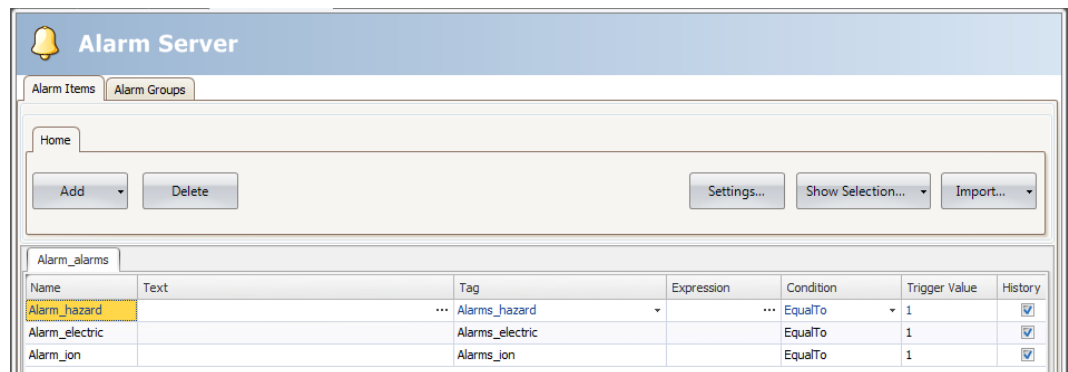 Alarm Server
Alarm Items Alarm Groups
Home
Add Delete Settings... Show Selection... Import...
Alarm_alarms
Name Text Tag Expression Condition Trigger Value History
Alarm_hazard ... Alarms_hazard ... EqualTo 1
Alarm_electric Alarms_electric EqualTo 1
Alarm_ion Alarms_ion EqualTo 1